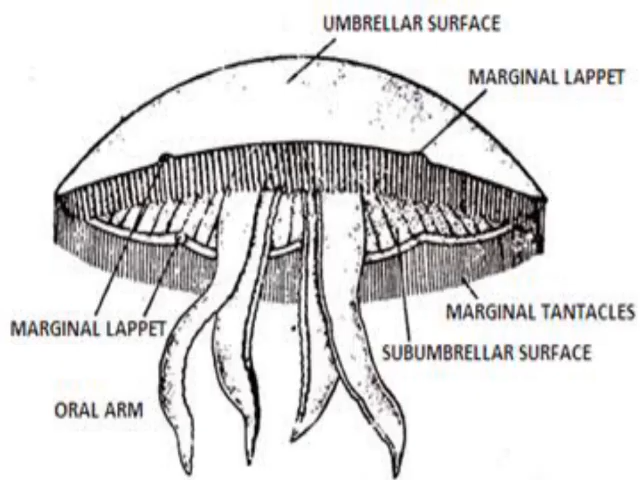 UMBRELLAR SURFACE
MARGINAL LAPPET
MARGINAL LAPPET
MARGINAL TANTACLES
SUBUMBRELLAR SURFACE
ORAL ARM